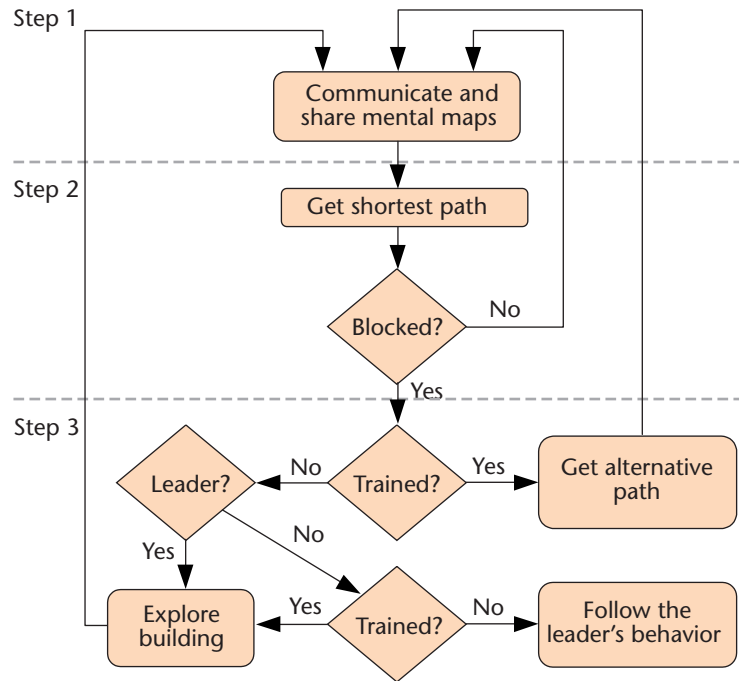 Step 1
Communicate and
share mental maps
Step 2
Get shortest path
Blocked?
No
Yes
Step 3
Leader?
No
Trained?
Yes
Get alternative
path
No
Yes
Explore
building
Yes
Trained?
No
Follow the
leader's behavior